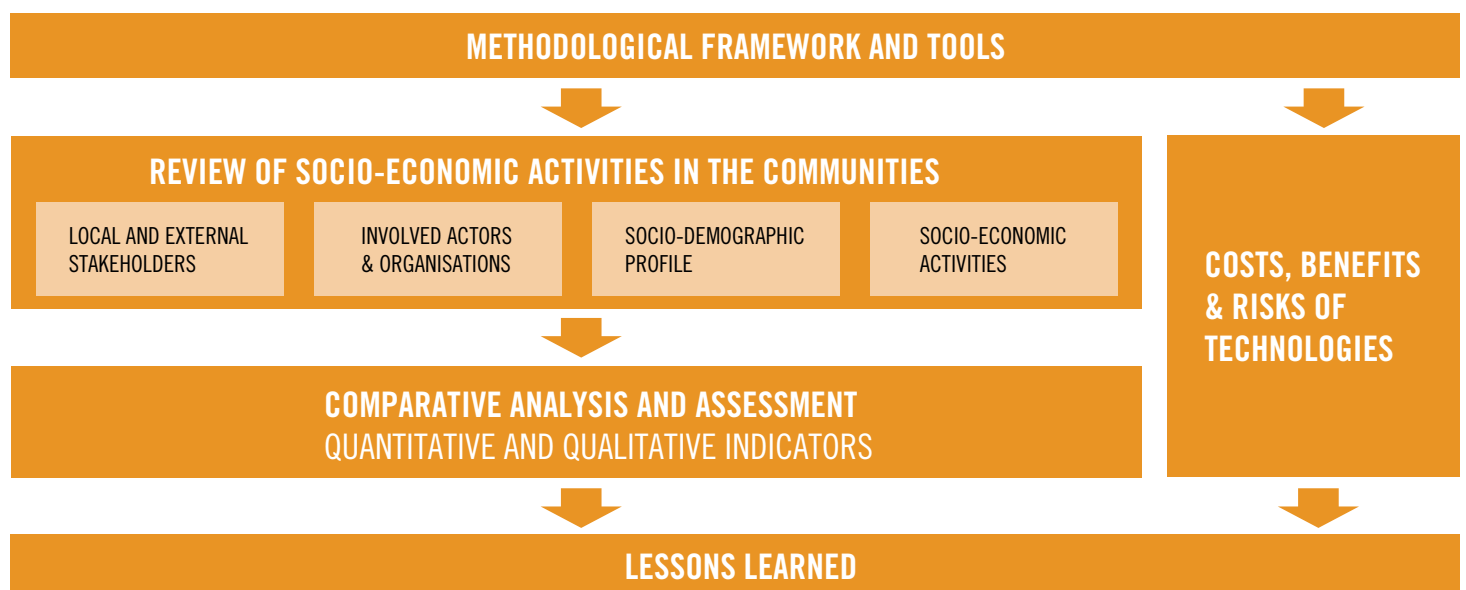 METHODOLOGICAL FRAMEWORK AND TOOLS
REVIEW OF SOCIO-ECONOMIC ACTIVITIES IN THE COMMUNITIES
LOCAL AND EXTERNAL
STAKEHOLDERS
INVOLVED ACTORS
& ORGANISATIONS
SOCIO-DEMOGRAPHIC
PROFILE
SOCIO-ECONOMIC
ACTIVITIES
COMPARATIVE ANALYSIS AND ASSESSMENT
QUANTITATIVE AND QUALITATIVE INDICATORS
COSTS, BENEFITS
& RISKS OF
TECHNOLOGIES
LESSONS LEARNED